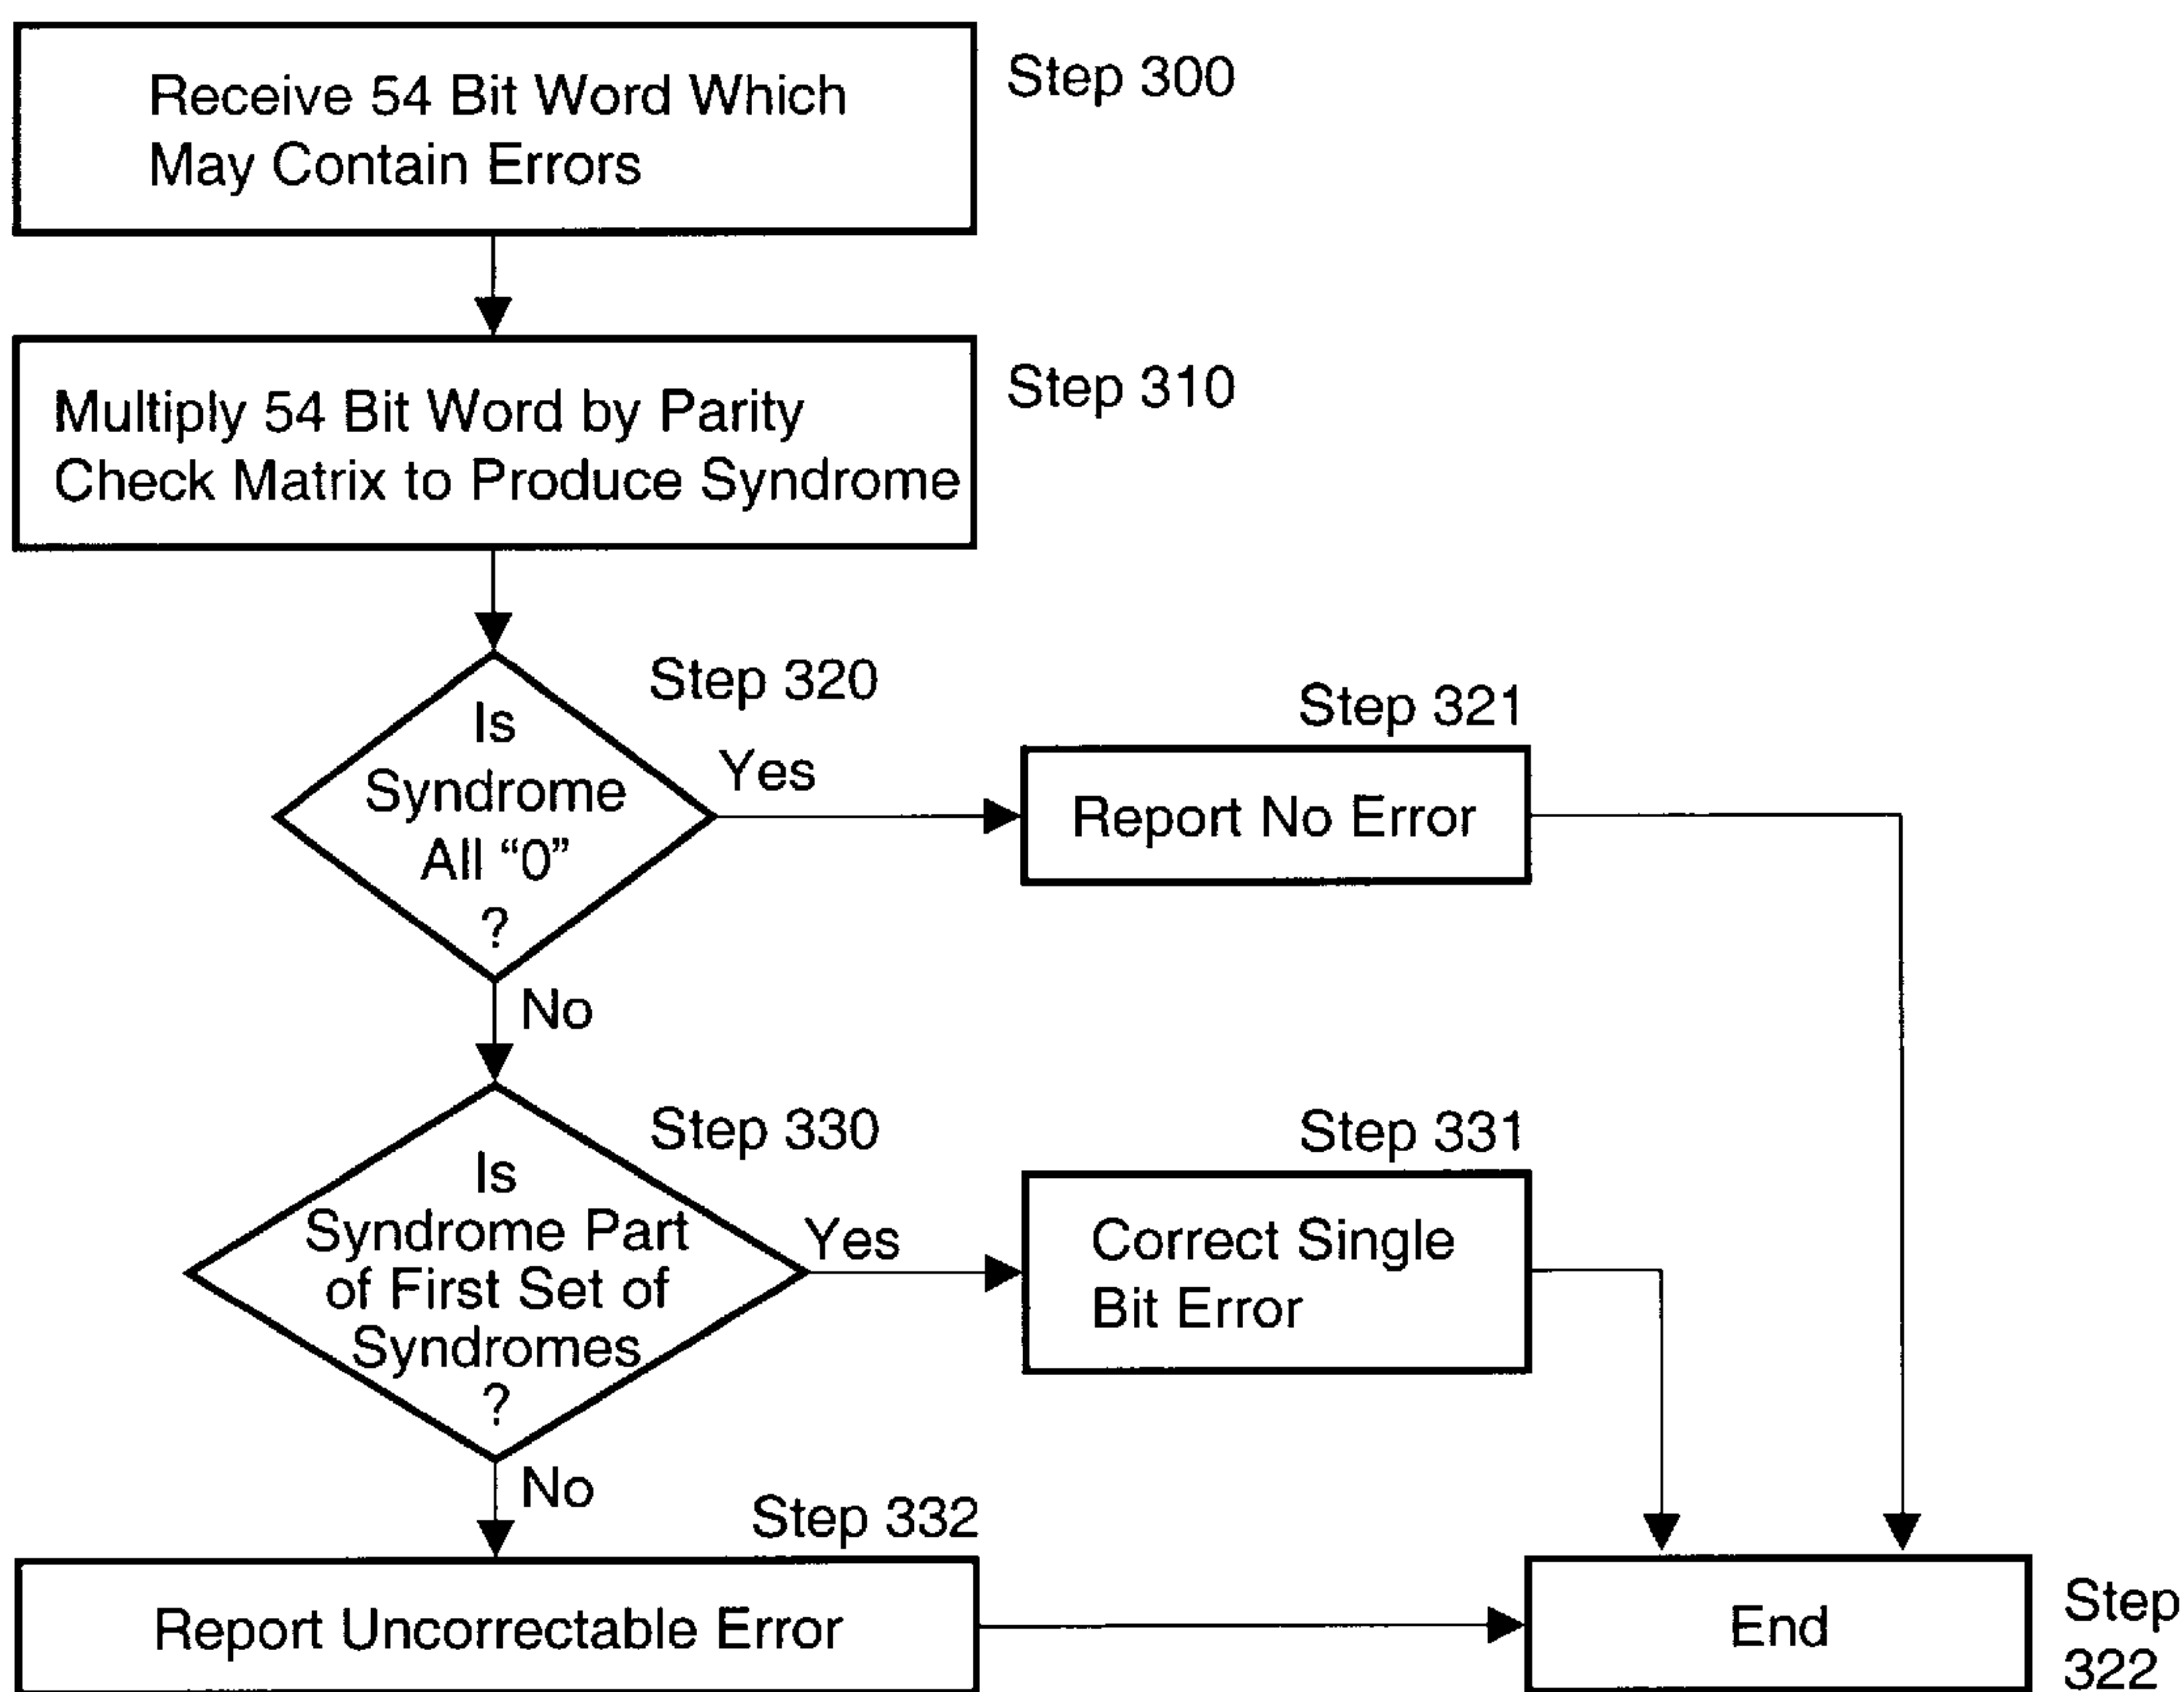 Receive 54 Bit Word Which
May Contain Errors
Step 300
Multiply 54 Bit Word by Parity
Check Matrix to Produce Syndrome
Step 310
Step 320
Is
Syndrome
All “0”
?
Yes
Step 321
Report No Error
No
Step 330
Is
Syndrome Part
of First Set of
Syndromes
?
Yes
Step 331
Correct Single
Bit Error
No
Step 332
Report Uncorrectable Error
End
Step
322